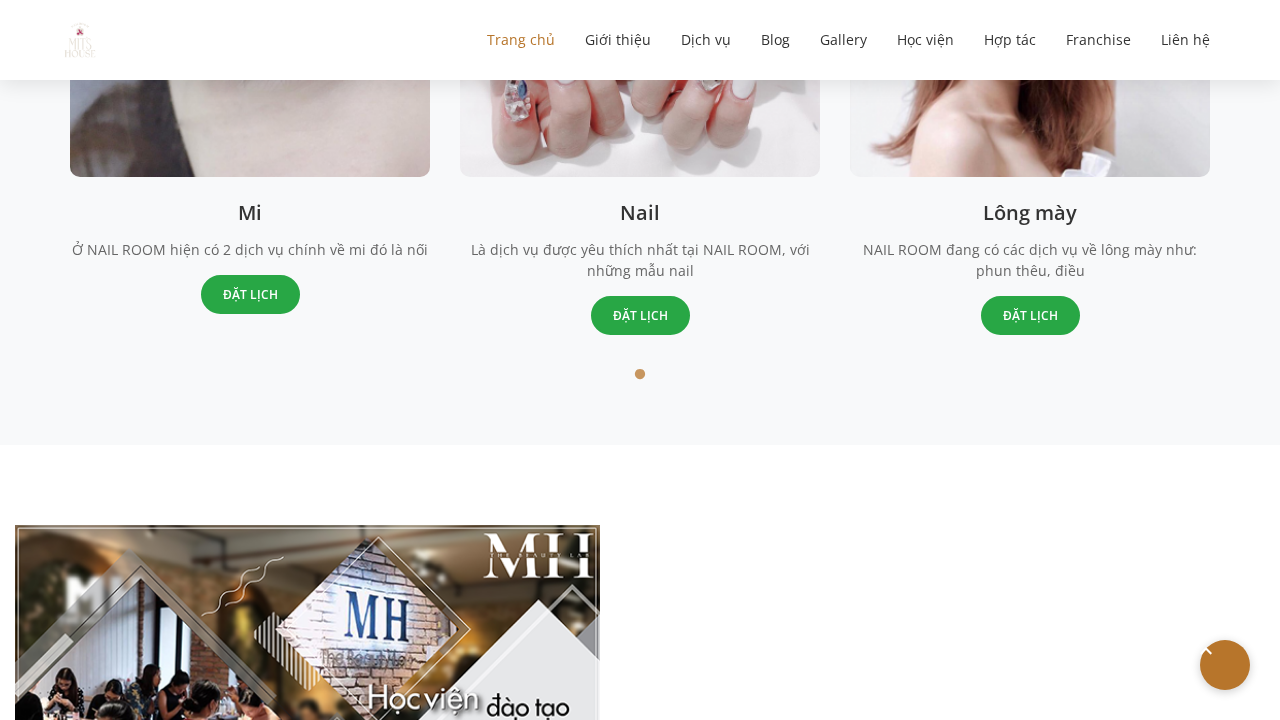 MITS
HOUSE
Trang chủ
Giới thiệu
Dịch vụ
Blog
Gallery
Học viện
Hợp tác
Franchise
Liên hệ
Mi
Ở NAIL ROOM hiện có 2 dịch vụ chính về mi đó là nối
ĐẶT LỊCH
Nail
Là dịch vụ được yêu thích nhất tại NAIL ROOM, với
những mẫu nail
ĐẶT LỊCH
Lông mày
NAIL ROOM đang có các dịch vụ về lông mày như:
phun thêu, điều
ĐẶT LỊCH
MH
THE BEAUTY LAB
MH
The beauty lab
Học viện đào tạo